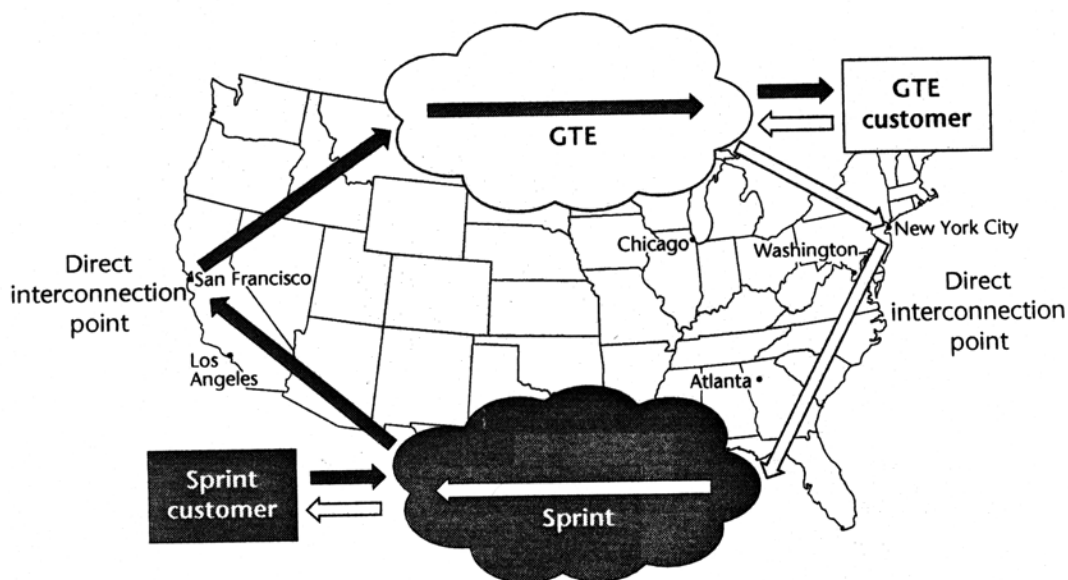 GTE
GTE
customer
New York City
Chicago
Washington
Direct
interconnection
point
San Francisco
Direct
interconnection
point
Los
Angeles
Atlanta
Sprint
customer
Sprint